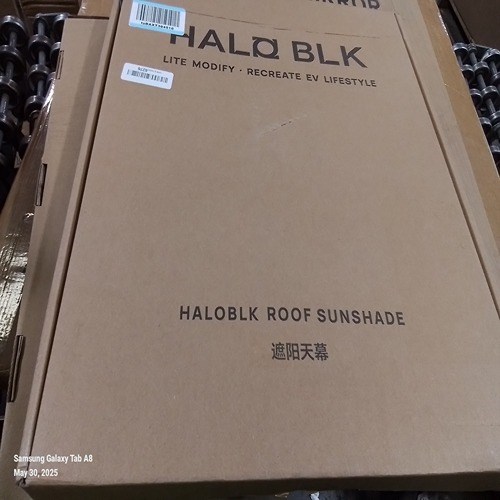 HALO BLK
LITE MODIFY · RECREATE EV LIFESTYLE
HALOBLK ROOF SUNSHADE
遮阳天幕
Samsung Galaxy Tab A8
May 30, 2025